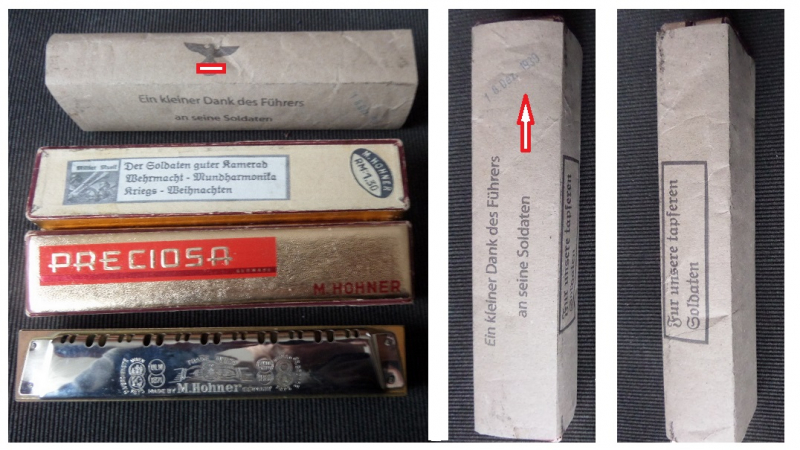 Ein kleiner Dank des Führers
an seine Soldaten
Der Soldaten guter Kamerad
Wehrmacht - Mundharmonika
Kriegs - Weihnachten
M. HOHNER
RM 1.30
PRECIOSA
M. HOHNER
MADE BY M. Hohner
Ein kleiner Dank des Führers
an seine Soldaten
Fur unsere tapferen
Soldaten
Fur unsere tapferen
Soldaten